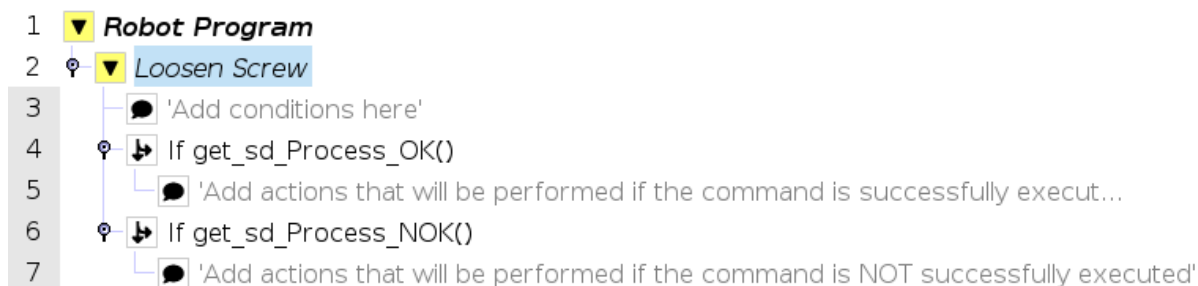 1 Robot Program
2 Loosen Screw
3 'Add conditions here'
4 If get_sd_Process_OK()
5 'Add actions that will be performed if the command is successfully execut...
6 If get_sd_Process_NOK()
7 'Add actions that will be performed if the command is NOT successfully executed'